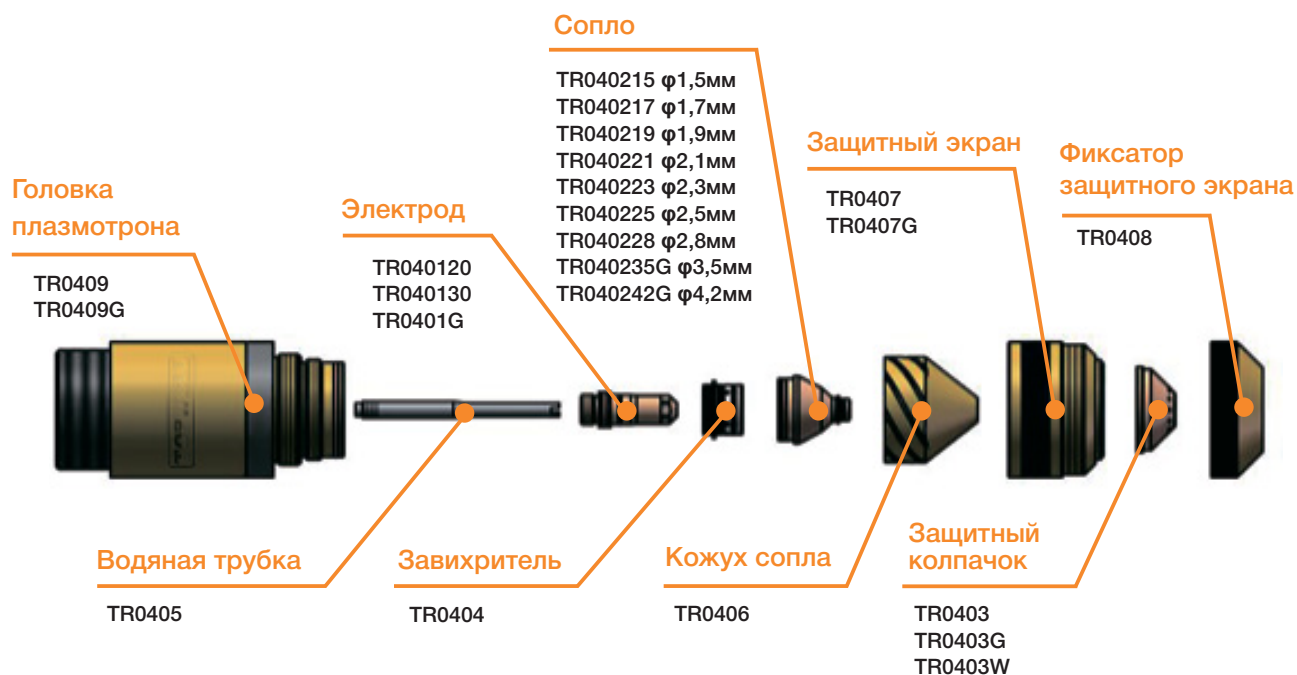 Сопло
TR040215 φ1,5мм
TR040217 φ1,7мм
TR040219 φ1,9мм
TR040221 φ2,1мм
TR040223 φ2,3мм
TR040225 φ2,5мм
TR040228 φ2,8мм
TR040235G φ3,5мм
TR040242G φ4,2мм
Защитный экран
TR0407
TR0407G
Фиксатор
защитного экрана
TR0408
Головка
плазмотрона
TR0409
TR0409G
Электрод
TR040120
TR040130
TR0401G
Водяная трубка
TR0405
Завихритель
TR0404
Кожух сопла
TR0406
Защитный
колпачок
TR0403
TR0403G
TR0403W